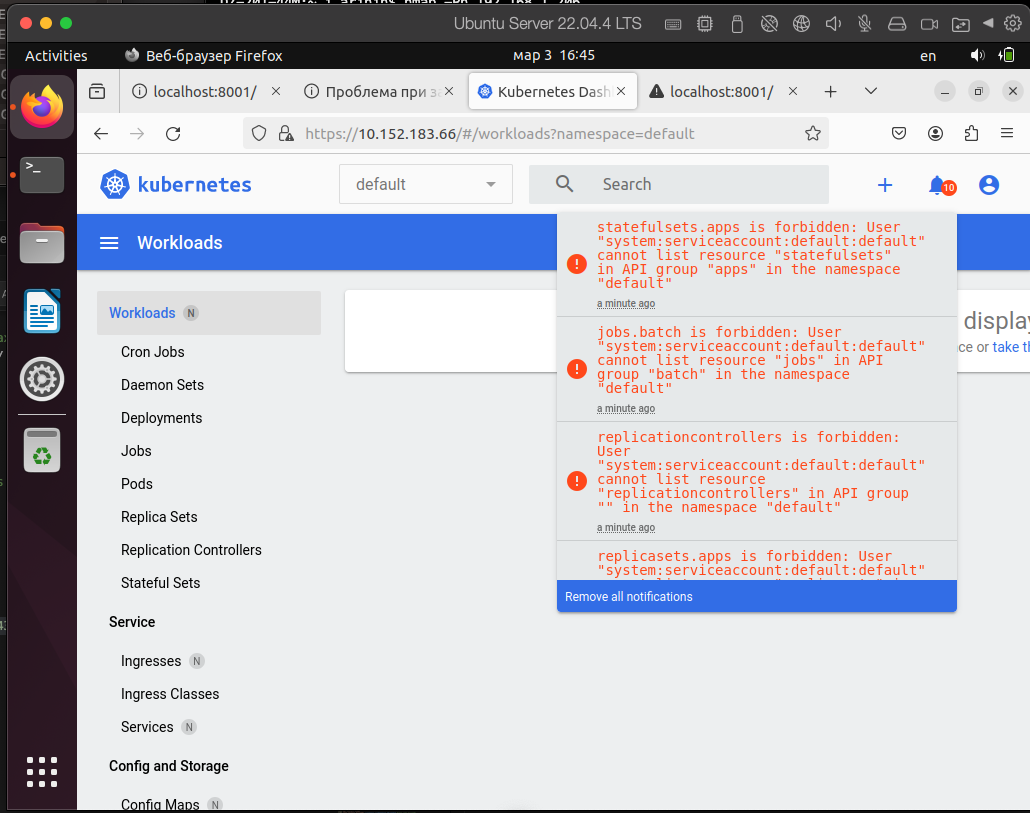 Ubuntu Server 22.04.4 LTS
Activities
Веб-браузер Firefox
мар 3 16:45
en
localhost:8001/
Проблема при за
Kubernetes Dash
localhost:8001/
https://10.152.183.66/#/workloads?namespace=default
kubernetes
default
Search
10
Workloads
Workloads N
Cron Jobs
Daemon Sets
Deployments
Jobs
Pods
Replica Sets
Replication Controllers
Stateful Sets
Service
Ingresses N
Ingress Classes
Services N
Config and Storage
Config Maps N
statefulsets.apps is forbidden: User
"system:serviceaccount:default:default"
cannot list resource "statefulsets"
in API group "apps" in the namespace
"default"
a minute ago
jobs.batch is forbidden: User
"system:serviceaccount:default:default"
cannot list resource "jobs" in API
group "batch" in the namespace
"default"
a minute ago
replicationcontrollers is forbidden:
User
"system:serviceaccount:default:default"
cannot list resource
"replicationcontrollers" in API group
"" in the namespace "default"
a minute ago
replicasets.apps is forbidden: User
"system:serviceaccount:default:default"
Remove all notifications
display
ce or take th